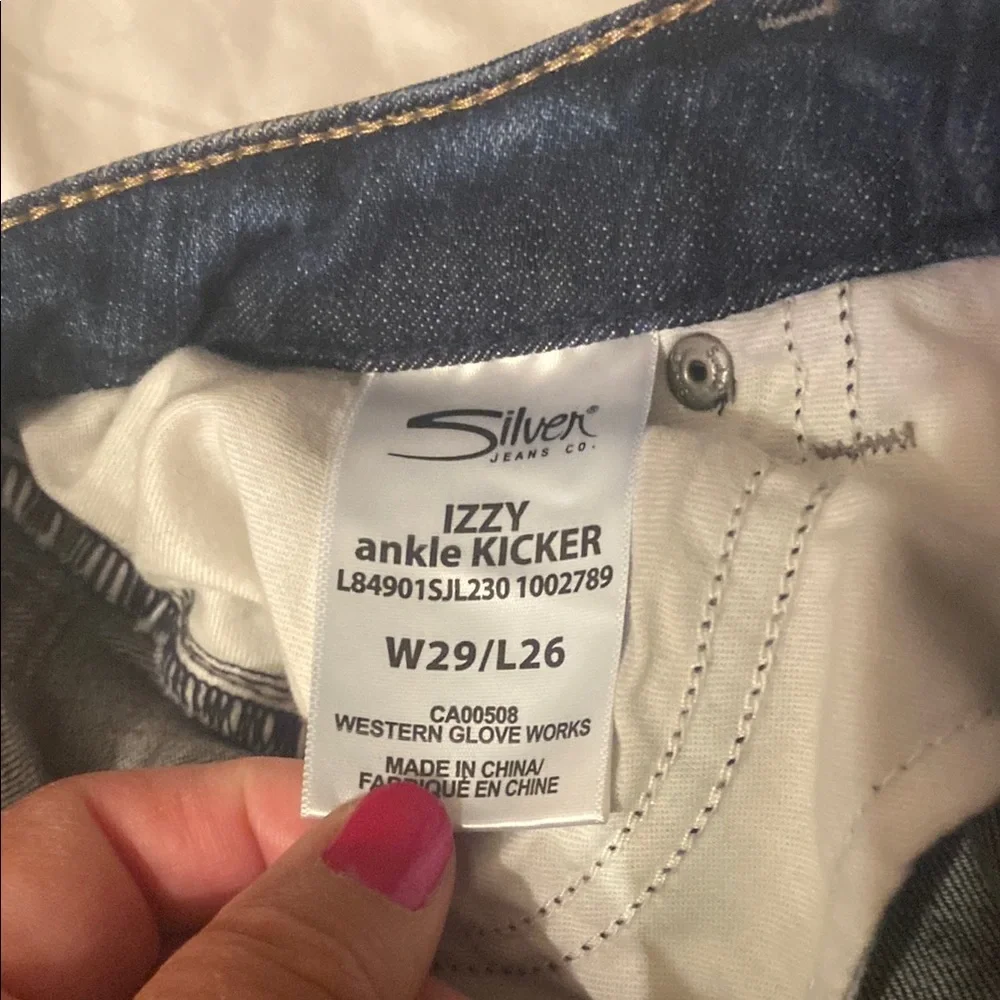 Silver®
JEANS CO.
IZZY
ankle KICKER
L84901SJL230 1002789
W29/L26
CA00508
WESTERN GLOVE WORKS
MADE IN CHINA/
FABRIQUÉ EN CHINE